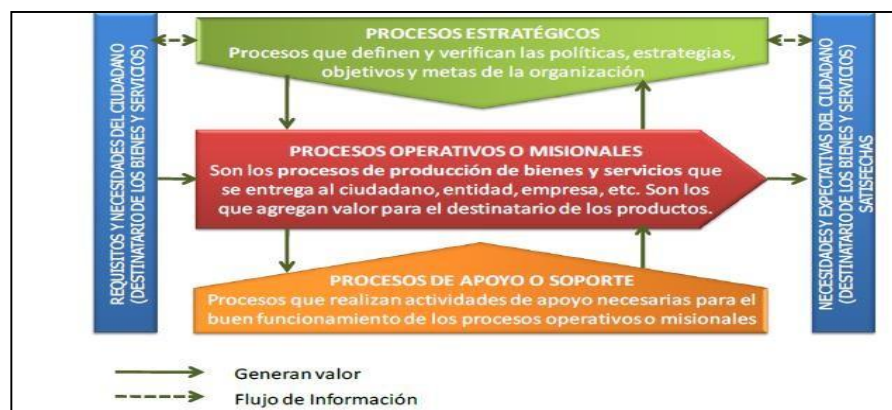 REQUISITOS Y NECESIDADES DEL CIUDADANO
(DESTINATARIO DE LOS BIENES Y SERVICIOS)
PROCESOS ESTRATÉGICOS
Procesos que definen y verifican las políticas, estrategias,
objetivos y metas de la organización
PROCESOS OPERATIVOS O MISIONALES
Son los procesos de producción de bienes y servicios que
se entrega al ciudadano, entidad, empresa, etc. Son los
que agregan valor para el destinatario de los productos.
PROCESOS DE APOYO O SOPORTE
Procesos que realizan actividades de apoyo necesarias para el
buen funcionamiento de los procesos operativos o misionales
NECESIDADES Y EXPECTATIVAS DEL CIUDADANO
(DESTINATARIO DE LOS BIENES Y SERVICIOS)
SATISFECHAS
Generan valor
Flujo de Información